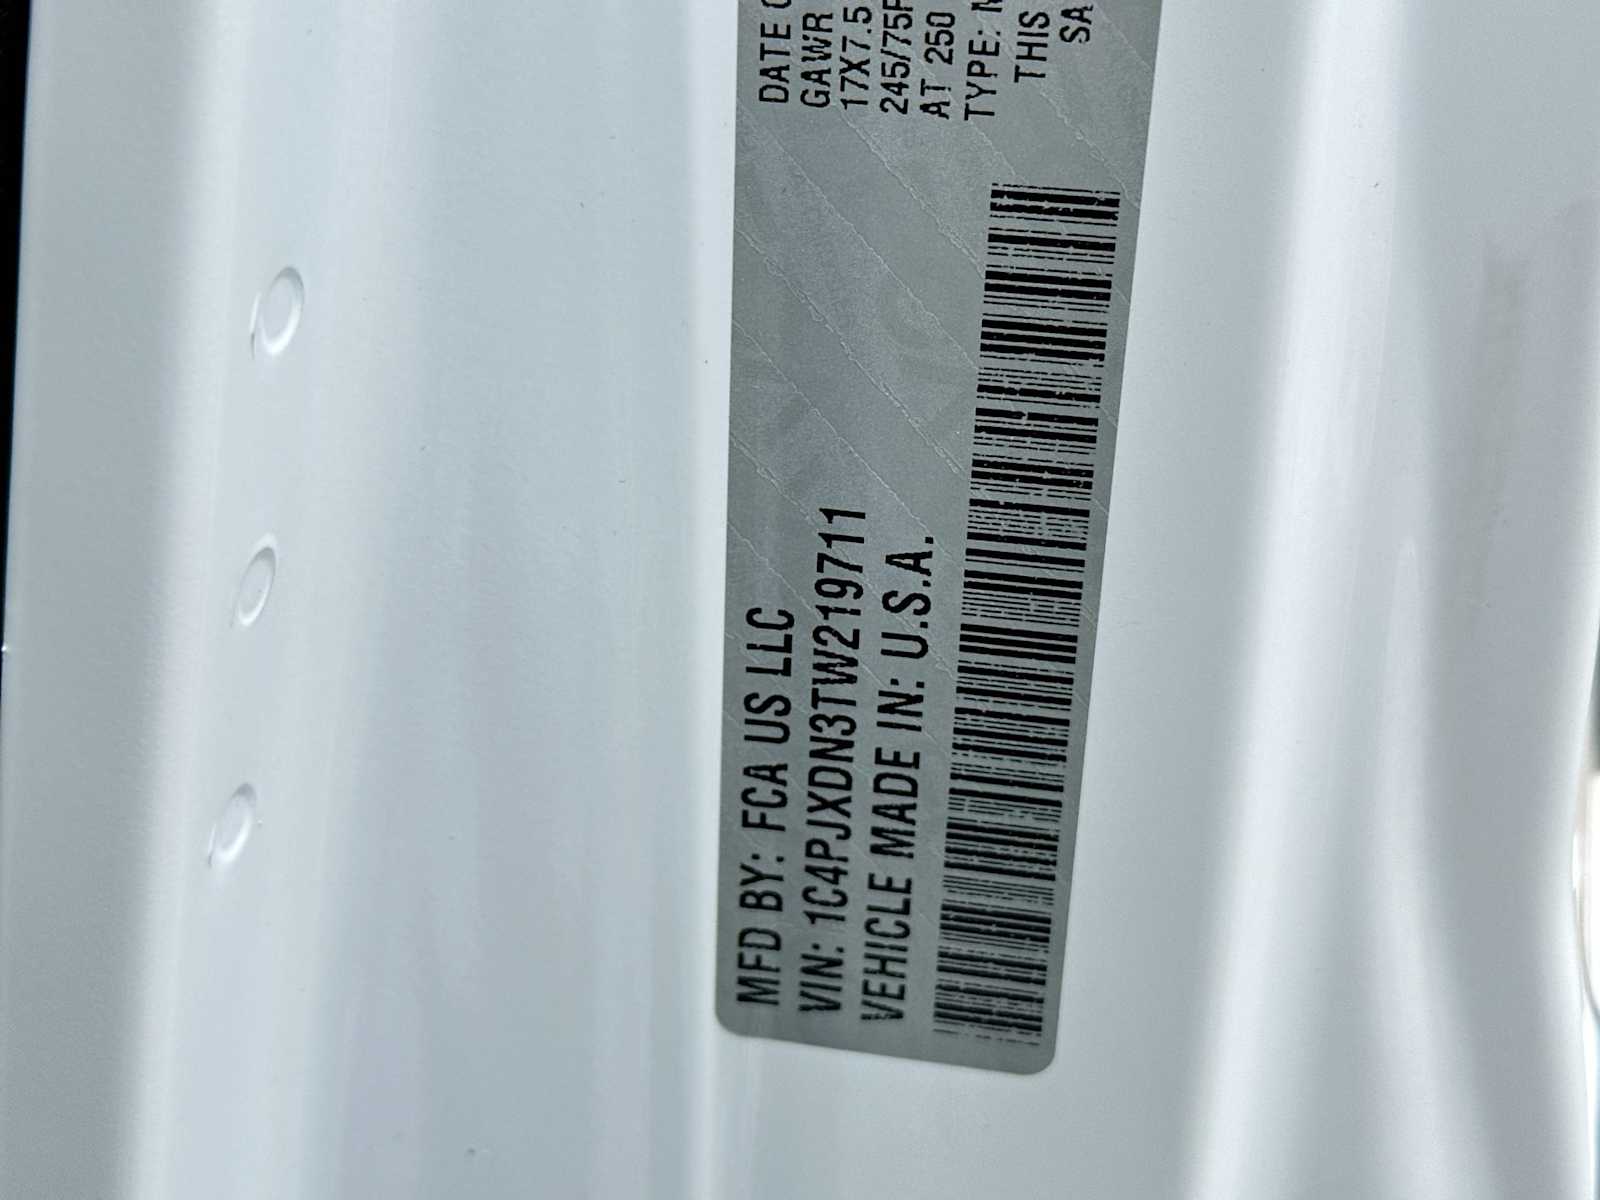 MFD BY: FCA US LLC
VIN: 1C4PJXDN3TW219711
VEHICLE MADE IN: U.S.A.
DATE
GAWR
17X7.5
245/75
AT 250
TYPE:
THIS
SA